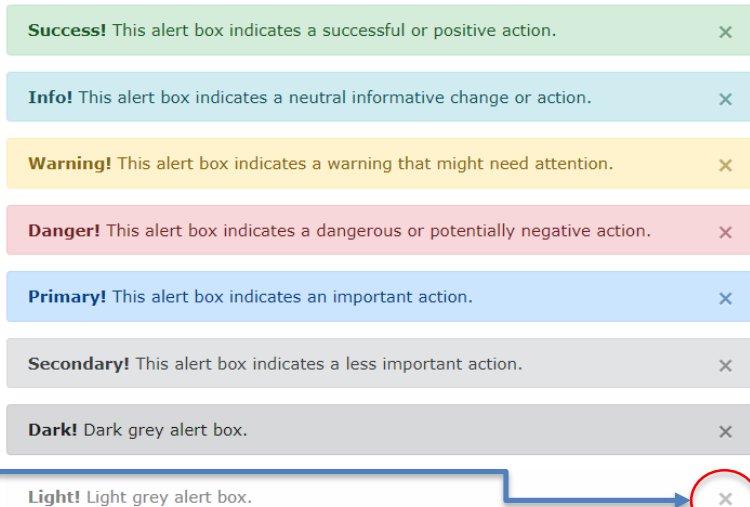 Success! This alert box indicates a successful or positive action. ×
Info! This alert box indicates a neutral informative change or action. ×
Warning! This alert box indicates a warning that might need attention. ×
Danger! This alert box indicates a dangerous or potentially negative action. ×
Primary! This alert box indicates an important action. ×
Secondary! This alert box indicates a less important action. ×
Dark! Dark grey alert box. ×
Light! Light grey alert box. ×